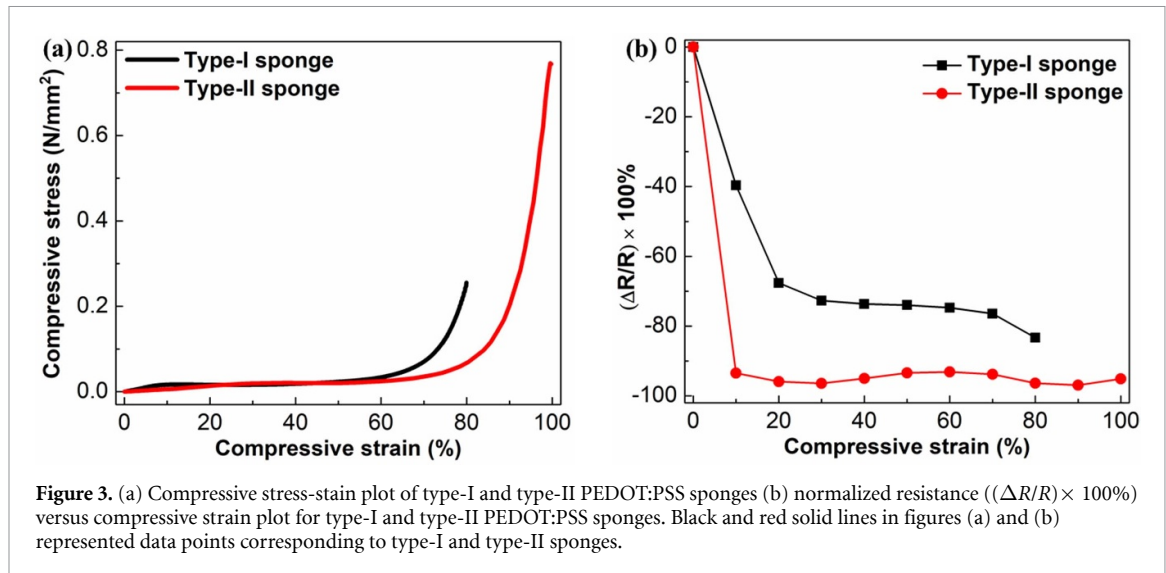 (a)
Type-I sponge
Type-II sponge
0.8
0.6
0.4
0.2
0.0
Compressive stress (N/mm²)
0 20 40 60 80 100
Compressive strain (%)
(b)
Type-I sponge
Type-II sponge
0
-20
-40
-60
-80
-100
(ΔR/R) × 100%
0 20 40 60 80 100
Compressive strain (%)
Figure 3. (a) Compressive stress-stain plot of type-I and type-II PEDOT:PSS sponges (b) normalized resistance ((ΔR/R)× 100%)
versus compressive strain plot for type-I and type-II PEDOT:PSS sponges. Black and red solid lines in figures (a) and (b)
represented data points corresponding to type-I and type-II sponges.